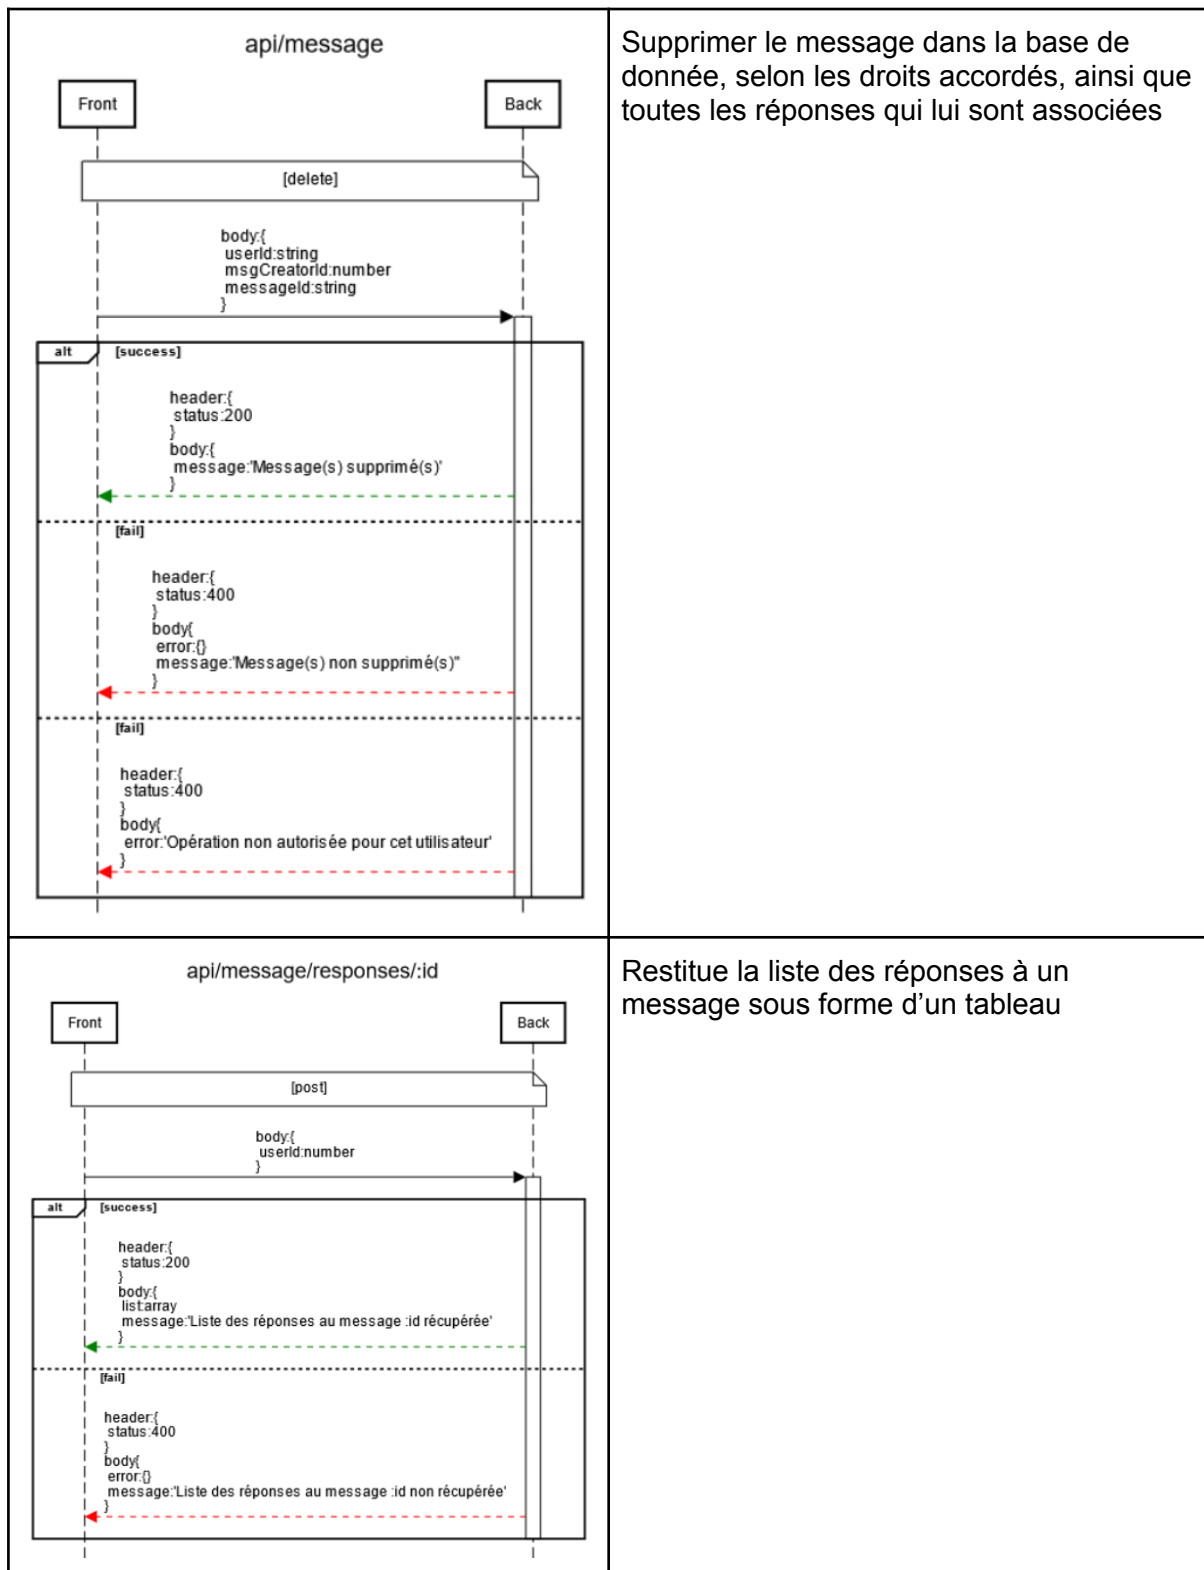 api/message
Front
Back
[delete]
body:{
userId:string
msgCreatorId:number
messageId:string
}
alt
[success]
header:{
status:200
}
body:{
message:'Message(s) supprimé(s)'
}
[fail]
header:{
status:400
}
body{
error:{}
message:'Message(s) non supprimé(s)"
}
[fail]
header:{
status:400
}
body{
error:'Opération non autorisée pour cet utilisateur'
}
Supprimer le message dans la base de
donnée, selon les droits accordés, ainsi que
toutes les réponses qui lui sont associées
api/message/responses/:id
Front
Back
[post]
body:{
userId:number
}
alt
[success]
header:{
status:200
}
body:{
list:array
message:'Liste des réponses au message :id récupérée'
}
[fail]
header:{
status:400
}
body{
error:{}
message:'Liste des réponses au message :id non récupérée'
}
Restitue la liste des réponses à un
message sous forme d'un tableau